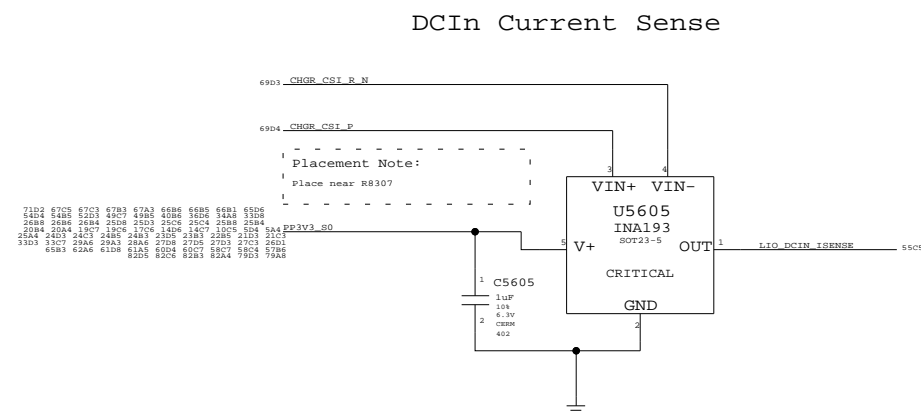 DCIn Current Sense
69D3 CHGR_CSI_R_N
69D4 CHGR_CSI_P
Placement Note:
Place near R8307
3 4
VIN+ VIN-
U5605
INA193
SOT23-5
5 V+ OUT 1 LIO_DCIN_ISENSE 55C5
CRITICAL
GND
2
71D2 67C5 67C3 67B3 67A3 66B6 66B5 66B1 65D6
54D4 54B5 52D3 49C7 49B5 40B6 36D6 34A8 33D8
26B8 26B6 26B4 25D8 25D3 25C6 25C4 25B8 25B4
20B4 20A4 19C7 19C6 17C6 14D6 14C7 10C5 5D4 5A4 PP3V3_S0
25A4 24D3 24C3 24B5 24B3 23D5 23B3 22B5 21D3 21C3
33D3 33C7 29A6 29A3 28A6 27D8 27D5 27D3 27C3 26D1
65B3 62A6 61D8 61A5 60D4 60C7 58C7 58C4 57B6
82D5 82C6 82B3 82A4 79D3 79A8
1 C5605
1uF
10%
6.3V
2 CERM
402